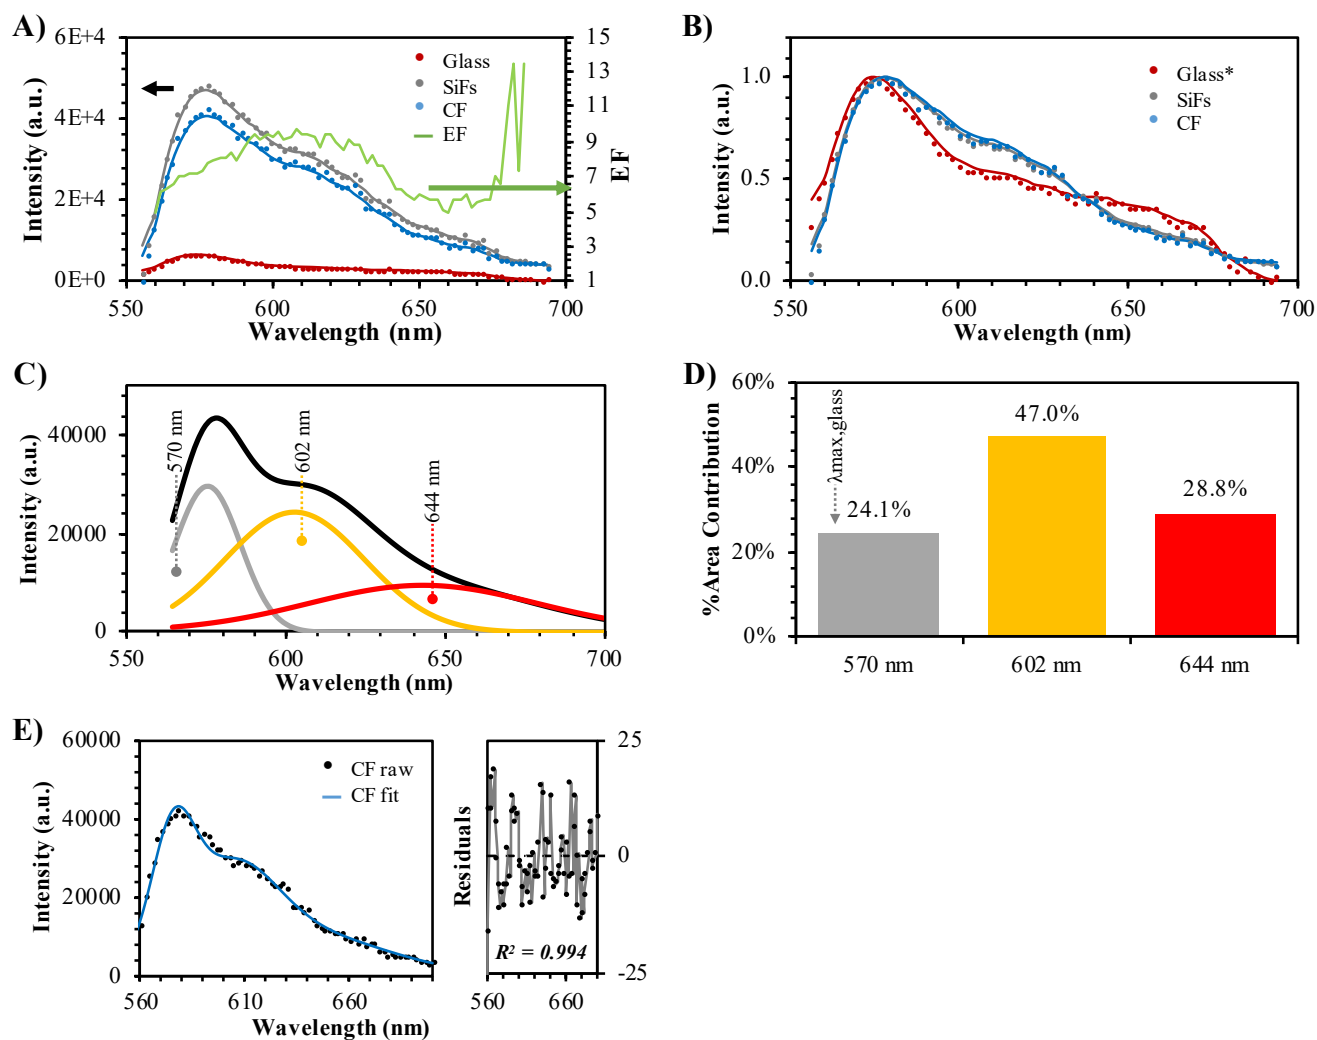 A)
6E+4
4E+4
2E+4
0E+0
Intensity (a.u.)
Glass
SiFs
CF
EF
15
13
11
9
7
5
3
1
EF
550
600
650
700
Wavelength (nm)
B)
1.0
0.5
0.0
Intensity (a.u.)
Glass*
SiFs
CF
550
600
650
700
Wavelength (nm)
C)
40000
20000
0
Intensity (a.u.)
570 nm
602 nm
644 nm
550
600
650
700
Wavelength (nm)
D)
60%
40%
20%
0%
%Area Contribution
λmax,glass
24.1%
47.0%
28.8%
570 nm
602 nm
644 nm
E)
60000
40000
20000
0
Intensity (a.u.)
CF raw
CF fit
560
610
660
Wavelength (nm)
Residuals
25
0
-25
R² = 0.994
560
660